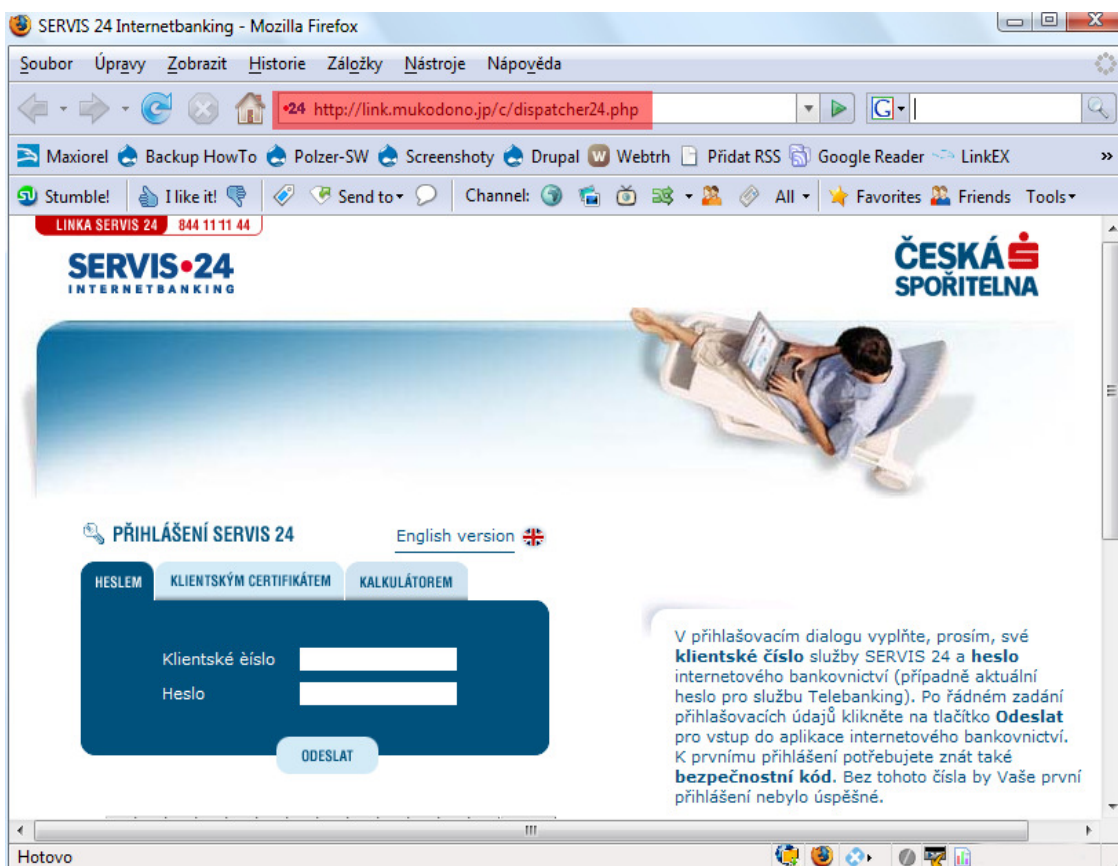 SERVIS 24 Internetbanking - Mozilla Firefox
Soubor Úpravy Zobrazit Historie Záložky Nástroje Nápověda
•24 http://link.mukodono.jp/c/dispatcher24.php G
Maxiorel Backup HowTo Polzer-SW Screenshoty Drupal W Webtrh Přidat RSS Google Reader LinkEX »
Stumble! I like it! Send to Channel: All Favorites Friends Tools
LINKA SERVIS 24 844 11 11 44
SERVIS•24
INTERNETBANKING
ČESKÁ
SPOŘITELNA
PŘIHLÁŠENÍ SERVIS 24 English version
HESLEM KLIENTSKÝM CERTIFIKÁTEM KALKULÁTOREM
Klientské èíslo
Heslo
ODESLAT
V přihlašovacím dialogu vyplňte, prosím, své
klientské číslo služby SERVIS 24 a heslo
internetového bankovnictví (případně aktuální
heslo pro službu Telebanking). Po řádném zadání
přihlašovacích údajů klikněte na tlačítko Odeslat
pro vstup do aplikace internetového bankovnictví.
K prvnímu přihlášení potřebujete znát také
bezpečnostní kód. Bez tohoto čísla by Vaše první
přihlášení nebylo úspěšné.
Hotovo